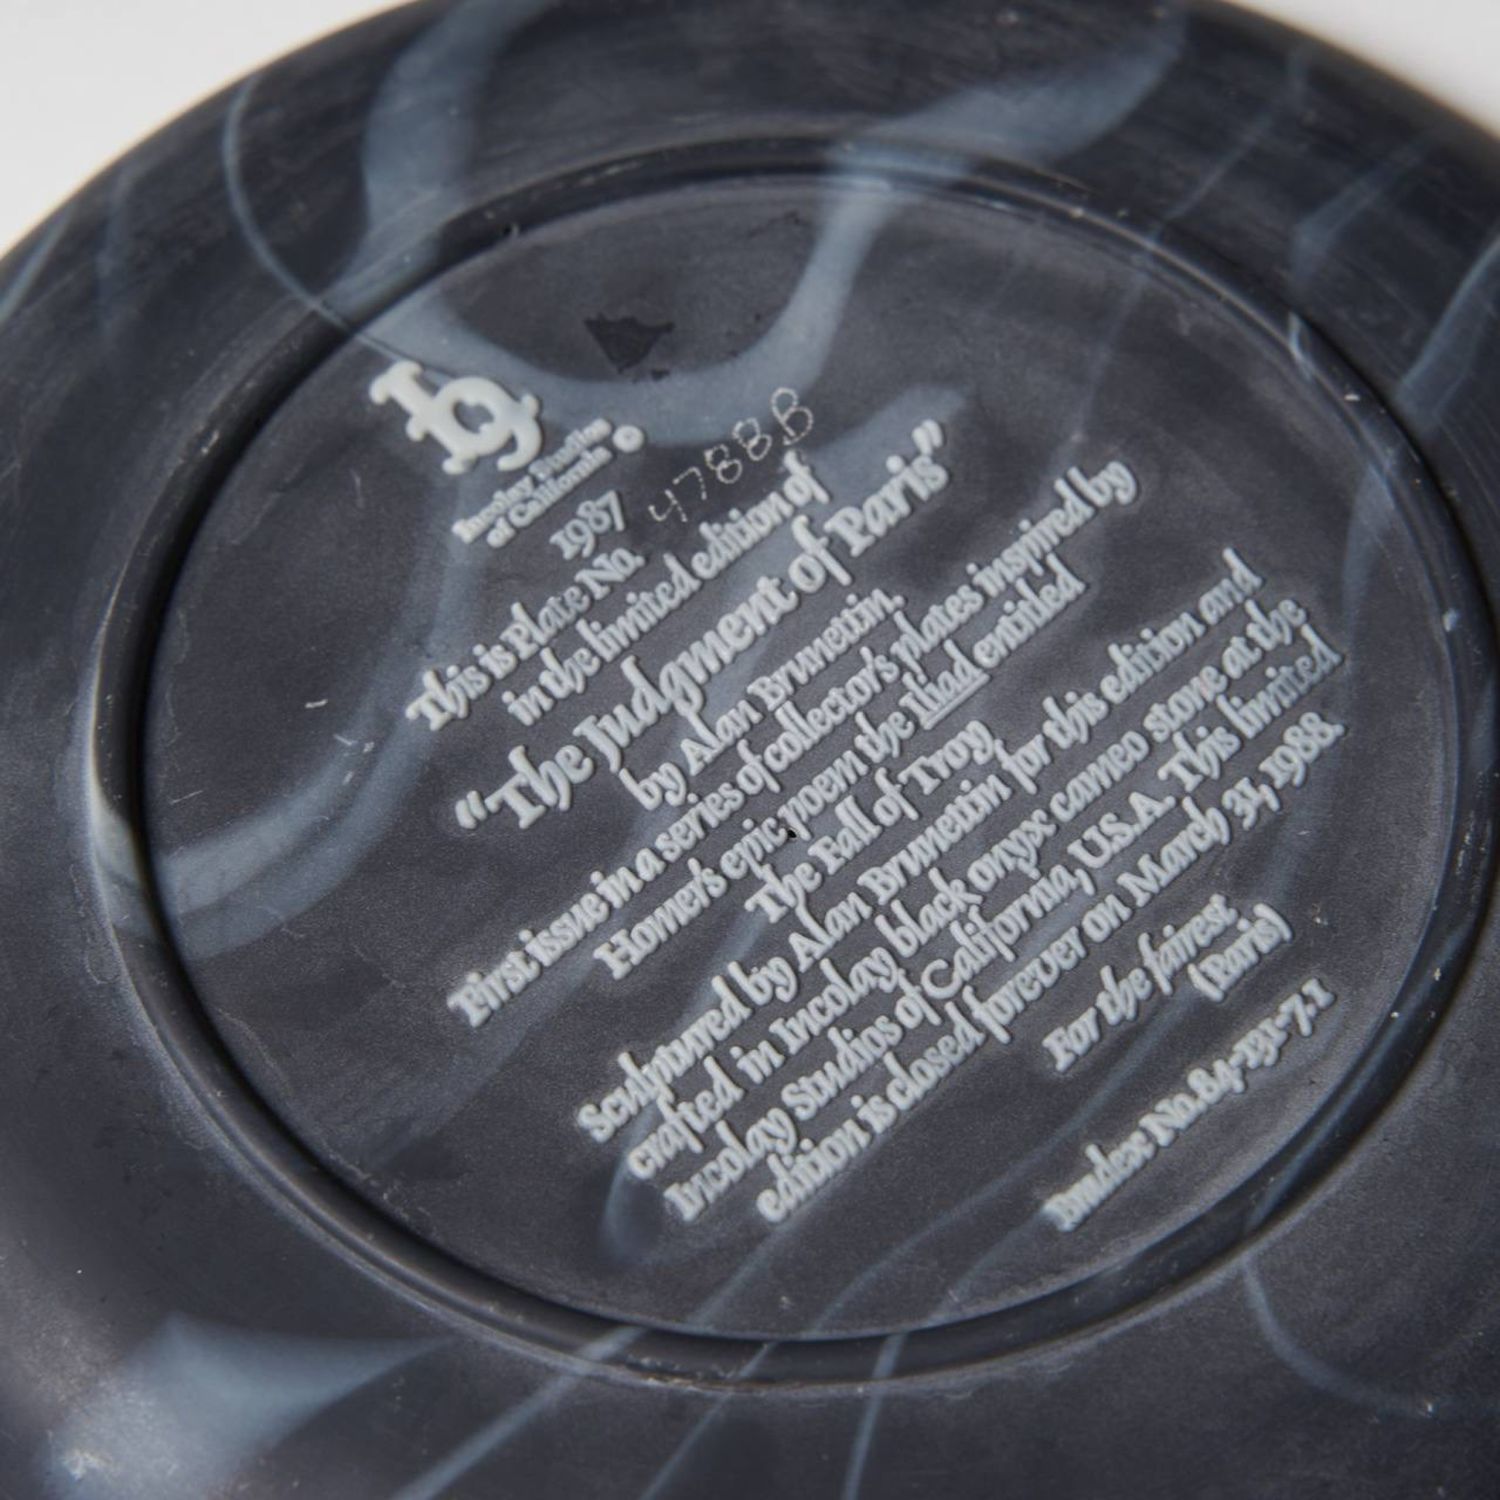 Incolay Studios ©
of California
1987
This is Plate No. 4788B
in the limited edition of
"The Judgment of Paris"
by Alan Brunettin,
First issue in a series of collector's plates inspired by
Homer's epic poem the Iliad entitled
The Fall of Troy
Sculptured by Alan Brunettin for this edition and
crafted in Incolay black onyx cameo stone at the
Incolay Studios of California, U.S.A. This limited
edition is closed forever on March 31, 1988.
For the fairest
(Paris)
Bradex No.84-131-7.1